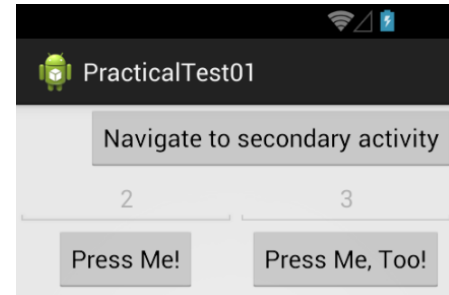 PracticalTest01
Navigate to secondary activity
2 3
Press Me! Press Me, Too!